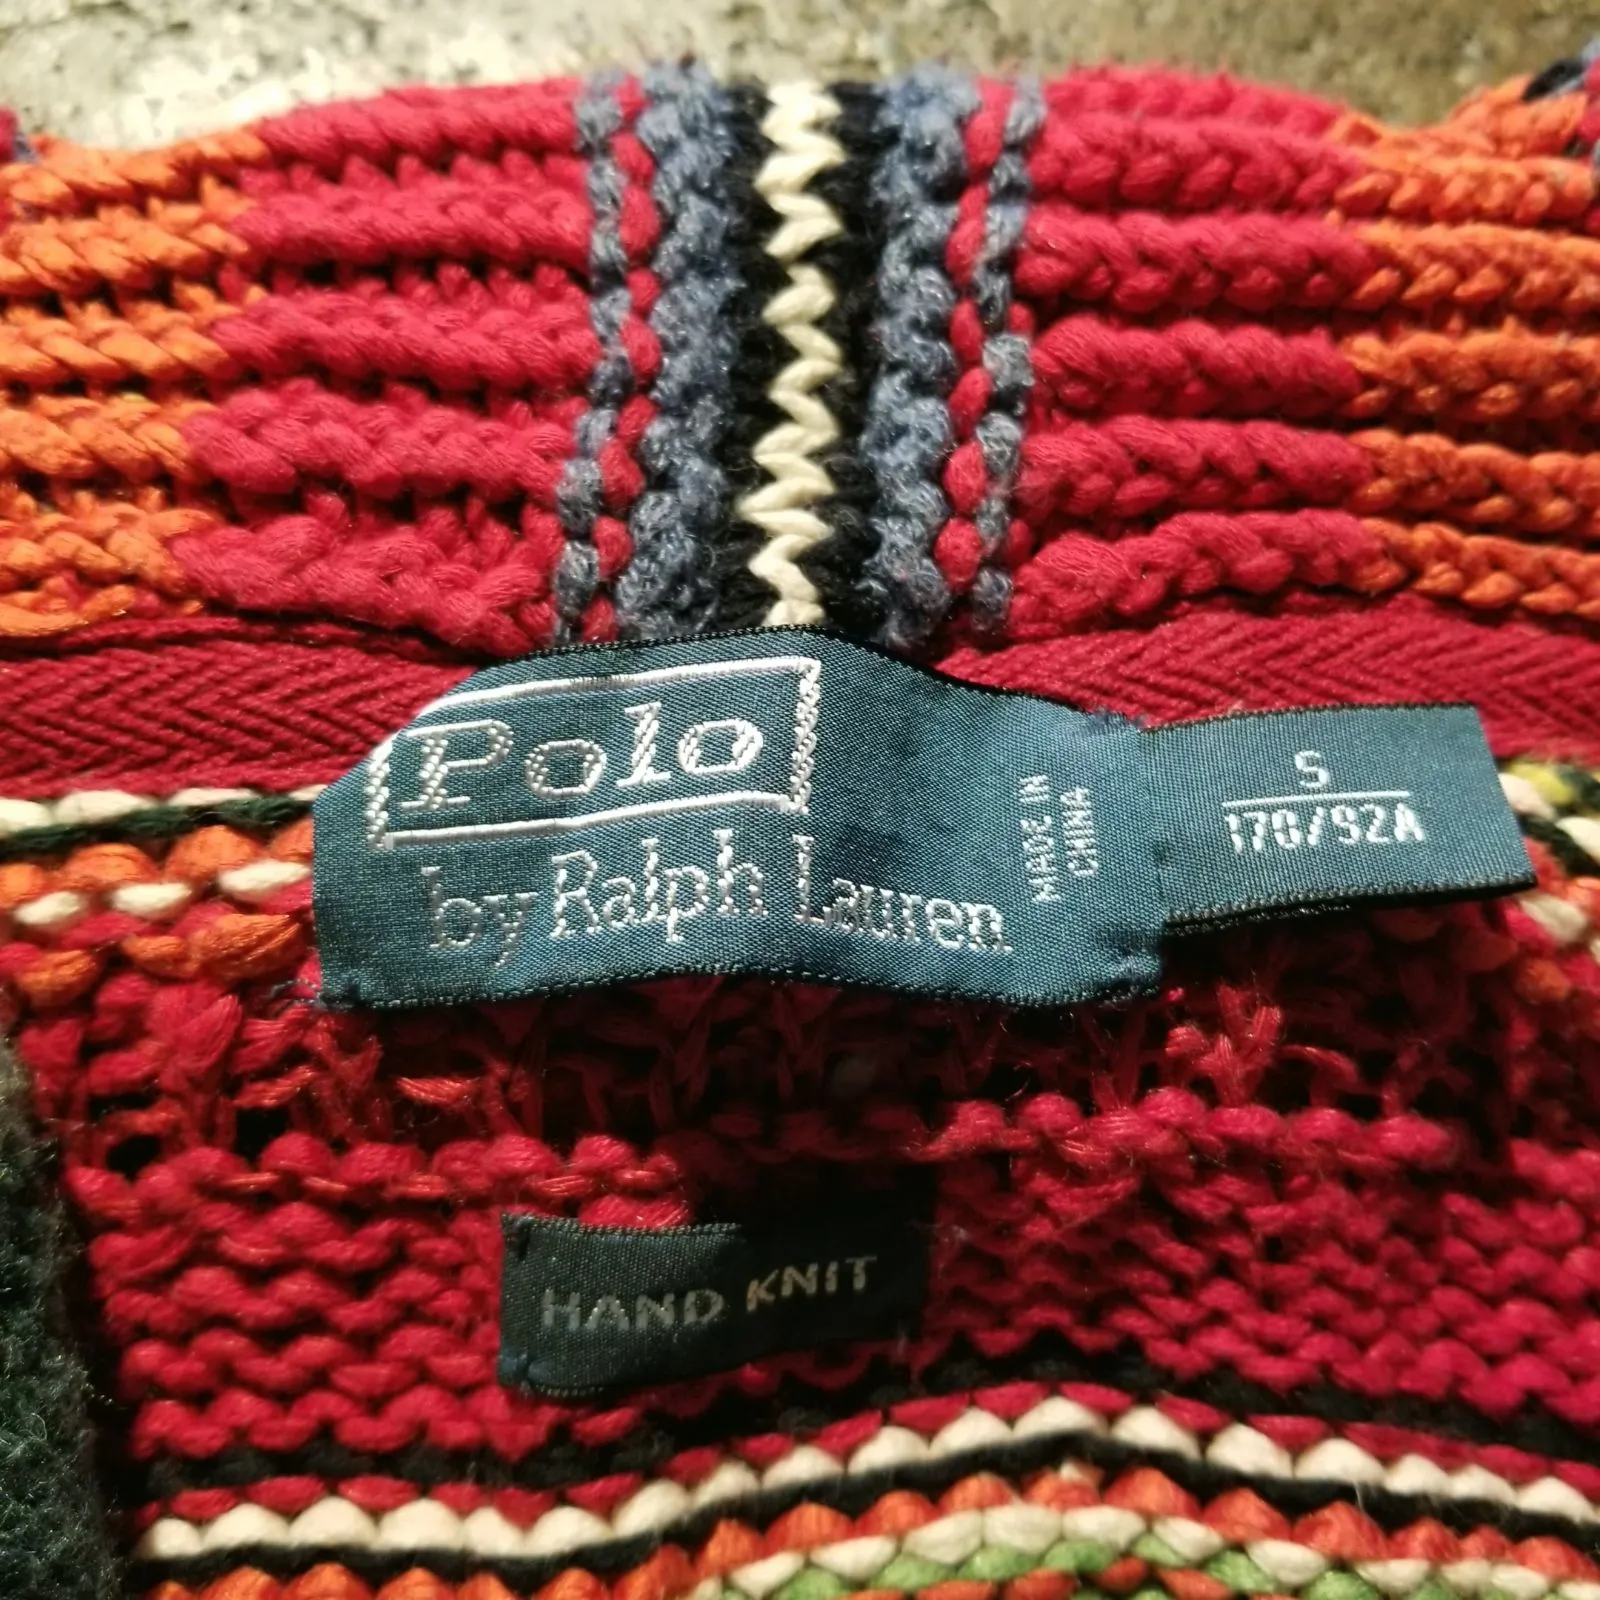 Polo
by Ralph Lauren
MADE IN
CHINA
S
170/92A
HAND KNIT